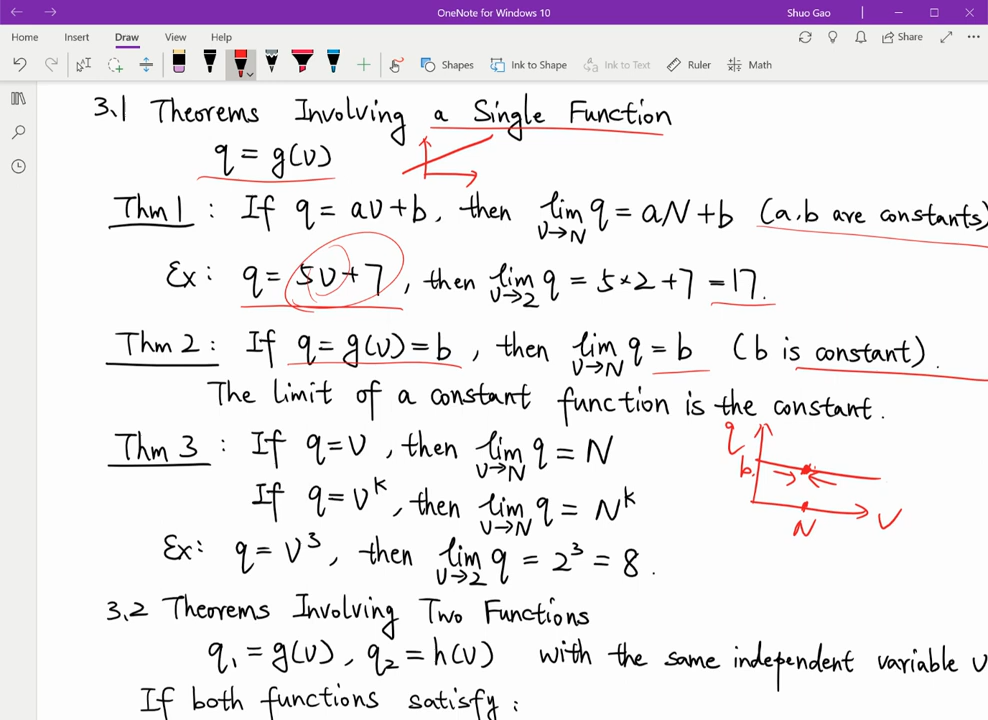 OneNote for Windows 10
Shuo Gao
Home Insert Draw View Help
Share
Shapes Ink to Shape Ink to Text Ruler Math
3.1 Theorems Involving a Single Function
q = g(v)
Thm 1 : If q = av+b, then lim v→N q = aN+b (a,b are constants)
Ex: q = 5v+7, then lim v→2 q = 5*2+7 = 17.
Thm 2 : If q = g(v) = b, then lim v→N q = b (b is constant).
The limit of a constant function is the constant.
q
b
N
v
Thm 3 : If q=v, then lim v→N q = N
If q=v^k, then lim v→N q = N^k
Ex: q = v^3, then lim v→2 q = 2^3 = 8.
3.2 Theorems Involving Two Functions
q₁ = g(v), q₂ = h(v) with the same independent variable v
If both functions satisfy :